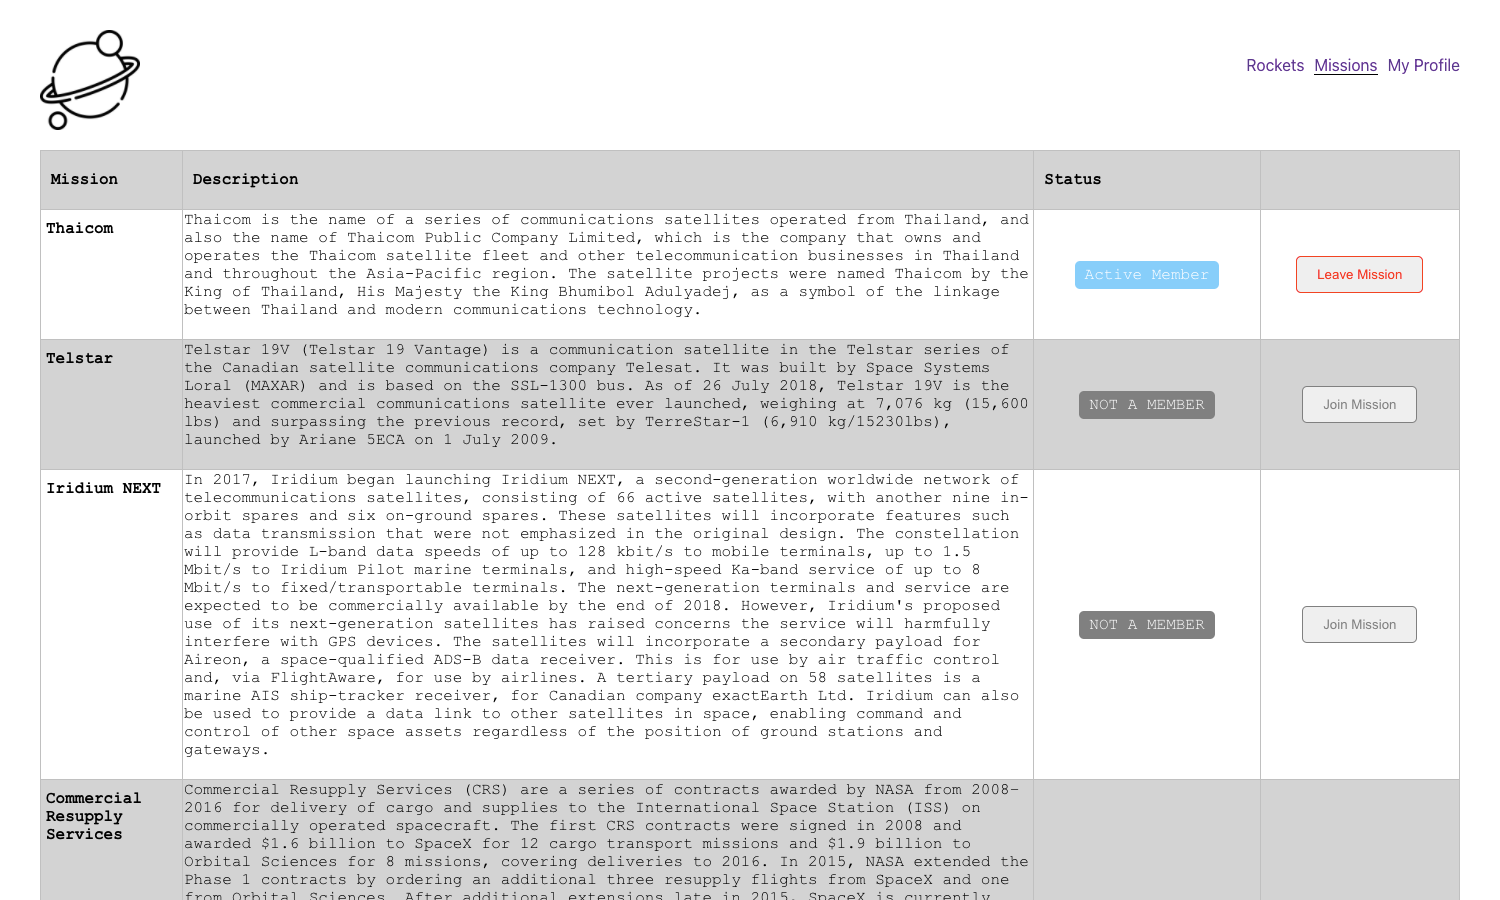 Rockets Missions My Profile
Mission Description Status
Thaicom
Thaicom is the name of a series of communications satellites operated from Thailand, and
also the name of Thaicom Public Company Limited, which is the company that owns and
operates the Thaicom satellite fleet and other telecommunication businesses in Thailand
and throughout the Asia-Pacific region. The satellite projects were named Thaicom by the
King of Thailand, His Majesty the King Bhumibol Adulyadej, as a symbol of the linkage
between Thailand and modern communications technology.
Active Member
Leave Mission
Telstar
Telstar 19V (Telstar 19 Vantage) is a communication satellite in the Telstar series of
the Canadian satellite communications company Telesat. It was built by Space Systems
Loral (MAXAR) and is based on the SSL-1300 bus. As of 26 July 2018, Telstar 19V is the
heaviest commercial communications satellite ever launched, weighing at 7,076 kg (15,600
lbs) and surpassing the previous record, set by TerreStar-1 (6,910 kg/15230lbs),
launched by Ariane 5ECA on 1 July 2009.
NOT A MEMBER
Join Mission
Iridium NEXT
In 2017, Iridium began launching Iridium NEXT, a second-generation worldwide network of
telecommunications satellites, consisting of 66 active satellites, with another nine in-
orbit spares and six on-ground spares. These satellites will incorporate features such
as data transmission that were not emphasized in the original design. The constellation
will provide L-band data speeds of up to 128 kbit/s to mobile terminals, up to 1.5
Mbit/s to Iridium Pilot marine terminals, and high-speed Ka-band service of up to 8
Mbit/s to fixed/transportable terminals. The next-generation terminals and service are
expected to be commercially available by the end of 2018. However, Iridium's proposed
use of its next-generation satellites has raised concerns the service will harmfully
interfere with GPS devices. The satellites will incorporate a secondary payload for
Aireon, a space-qualified ADS-B data receiver. This is for use by air traffic control
and, via FlightAware, for use by airlines. A tertiary payload on 58 satellites is a
marine AIS ship-tracker receiver, for Canadian company exactEarth Ltd. Iridium can also
be used to provide a data link to other satellites in space, enabling command and
control of other space assets regardless of the position of ground stations and
gateways.
NOT A MEMBER
Join Mission
Commercial
Resupply
Services
Commercial Resupply Services (CRS) are a series of contracts awarded by NASA from 2008–
2016 for delivery of cargo and supplies to the International Space Station (ISS) on
commercially operated spacecraft. The first CRS contracts were signed in 2008 and
awarded $1.6 billion to SpaceX for 12 cargo transport missions and $1.9 billion to
Orbital Sciences for 8 missions, covering deliveries to 2016. In 2015, NASA extended the
Phase 1 contracts by ordering an additional three resupply flights from SpaceX and one
from Orbital Sciences. After additional extensions late in 2015, SpaceX is currently